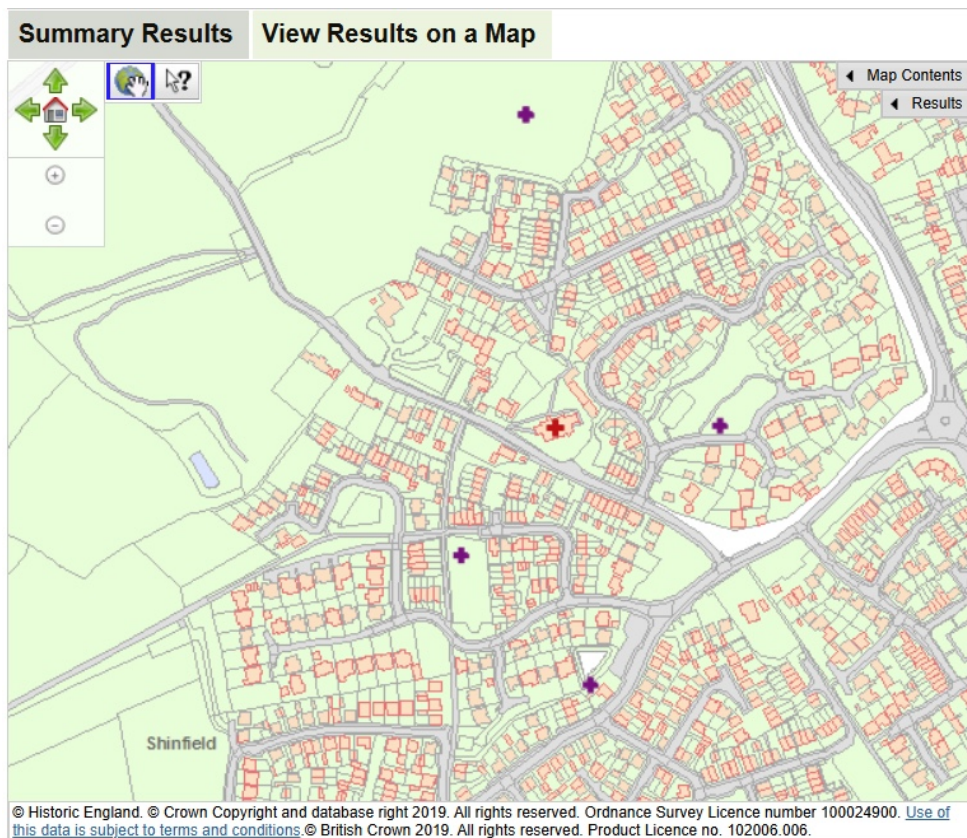 Summary Results View Results on a Map
Map Contents
Results
Shinfield
© Historic England. © Crown Copyright and database right 2019. All rights reserved. Ordnance Survey Licence number 100024900. Use of
this data is subject to terms and conditions.© British Crown 2019. All rights reserved. Product Licence no. 102006.006.